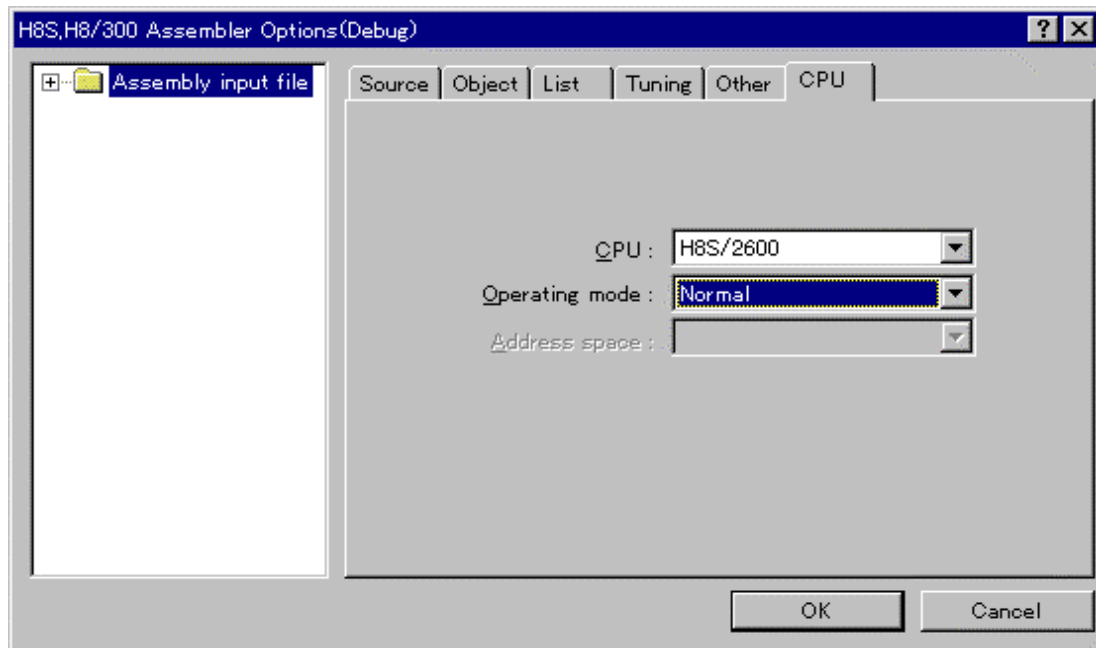 H8S,H8/300 Assembler Options(Debug)
Assembly input file
Source Object List Tuning Other CPU
CPU : H8S/2600
Operating mode : Normal
Address space :
OK Cancel